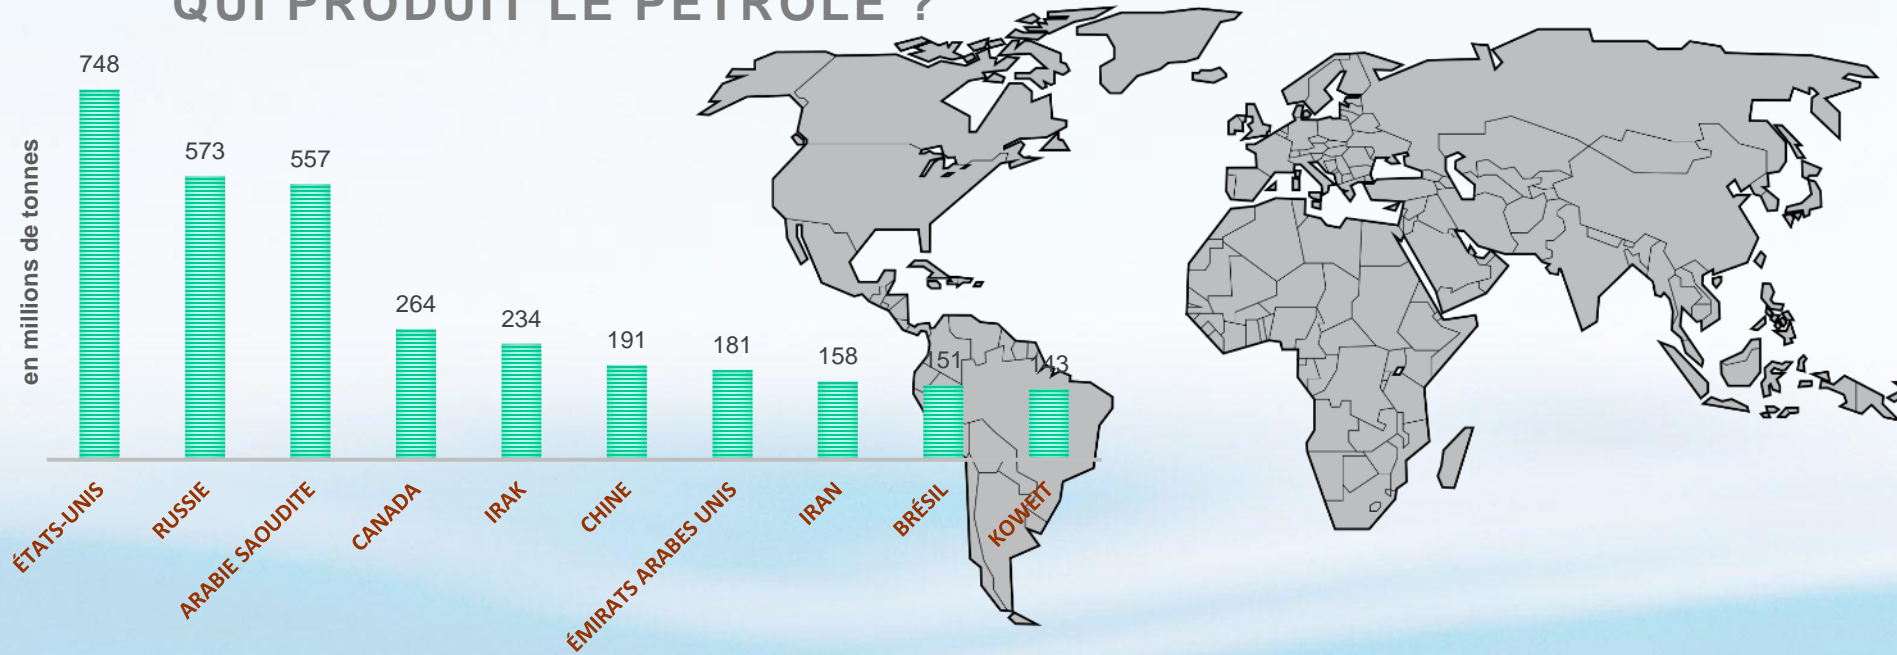 QUI PRODUIT LE PÉTROLE ?
en millions de tonnes
748
573
557
264
234
191
181
158
151
143
ÉTATS-UNIS
RUSSIE
ARABIE SAOUDITE
CANADA
IRAK
CHINE
ÉMIRATS ARABES UNIS
IRAN
BRÉSIL
KOWEIT